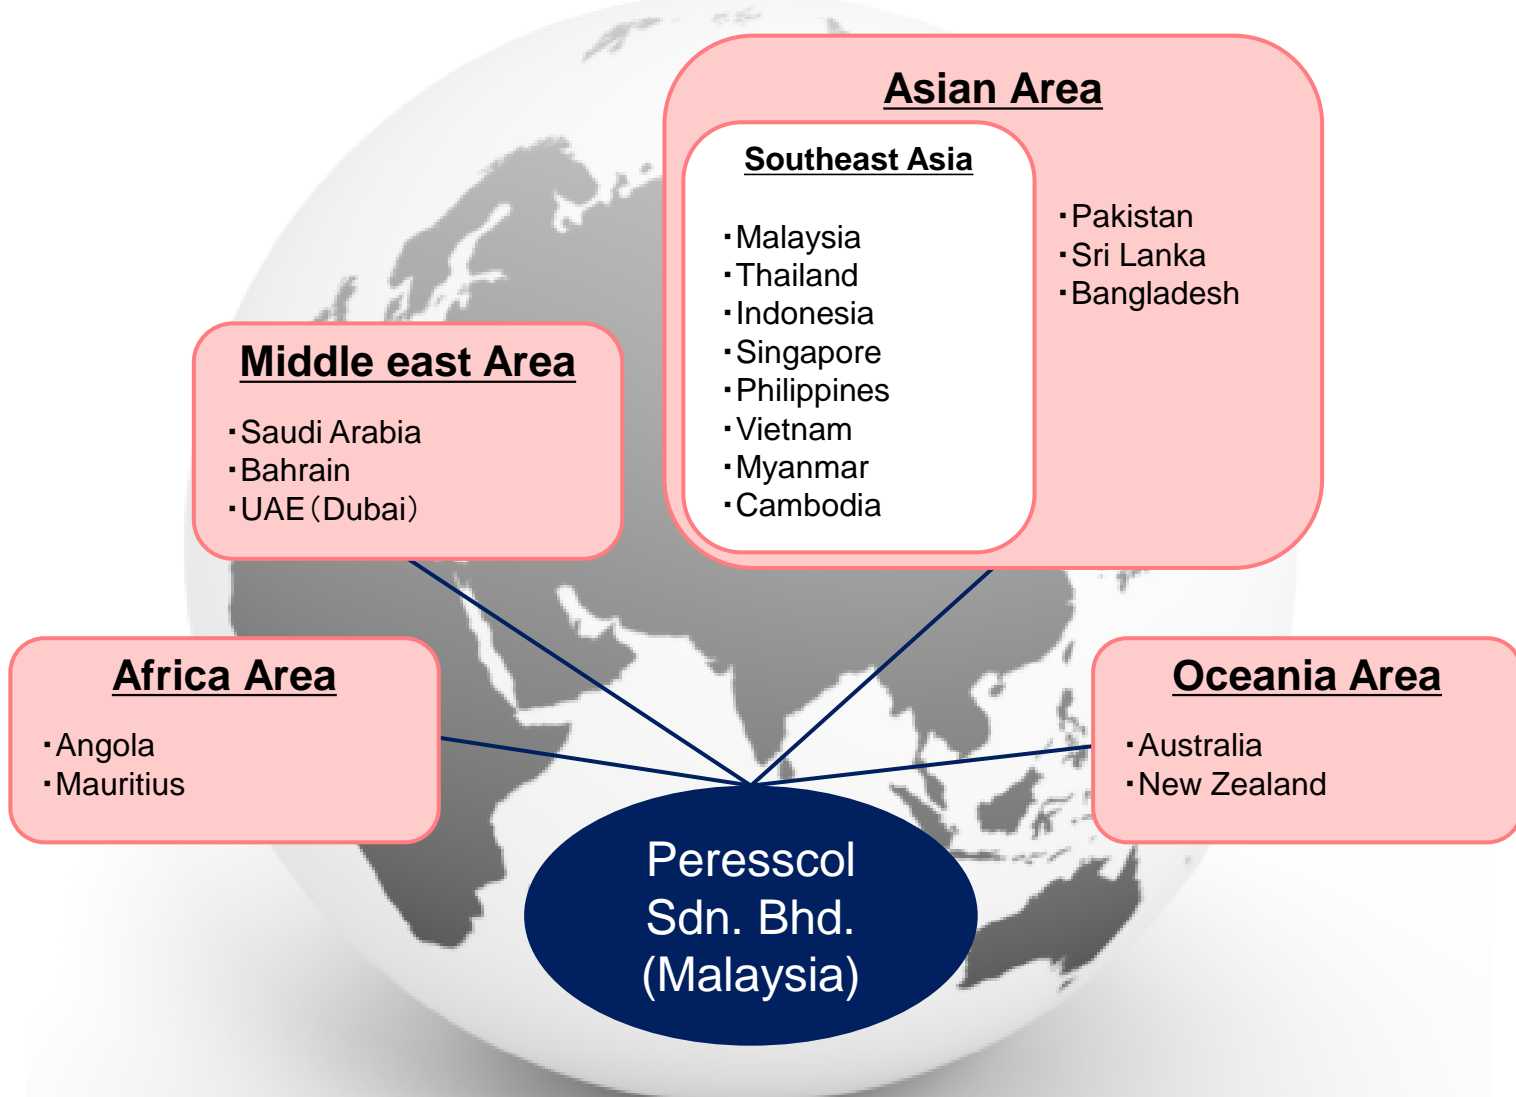 Asian Area
Southeast Asia
・Malaysia
・Thailand
・Indonesia
・Singapore
・Philippines
・Vietnam
・Myanmar
・Cambodia
・Pakistan
・Sri Lanka
・Bangladesh
Middle east Area
・Saudi Arabia
・Bahrain
・UAE（Dubai）
Africa Area
・Angola
・Mauritius
Oceania Area
・Australia
・New Zealand
Peresscol
Sdn. Bhd.
(Malaysia)